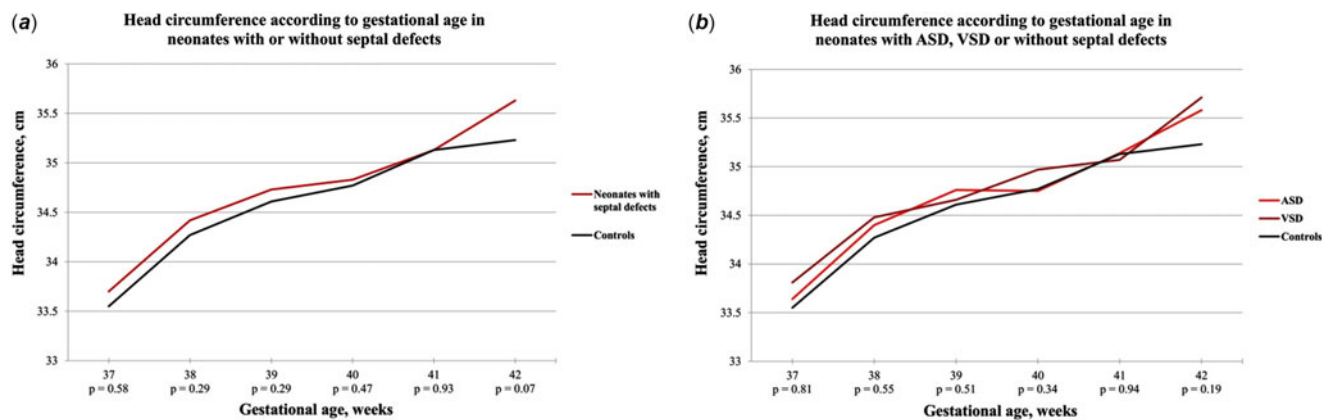 (a)
Head circumference according to gestational age in
neonates with or without septal defects
36
35.5
35
34.5
34
33.5
33
Head circumference, cm
37
38
39
40
41
42
p = 0.58
p = 0.29
p = 0.29
p = 0.47
p = 0.93
p = 0.07
Gestational age, weeks
Neonates with
septal defects
Controls
(b)
Head circumference according to gestational age in
neonates with ASD, VSD or without septal defects
36
35.5
35
34.5
34
33.5
33
Head circumference, cm
37
38
39
40
41
42
p = 0.81
p = 0.55
p = 0.51
p = 0.34
p = 0.94
p = 0.19
Gestational age, weeks
ASD
VSD
Controls